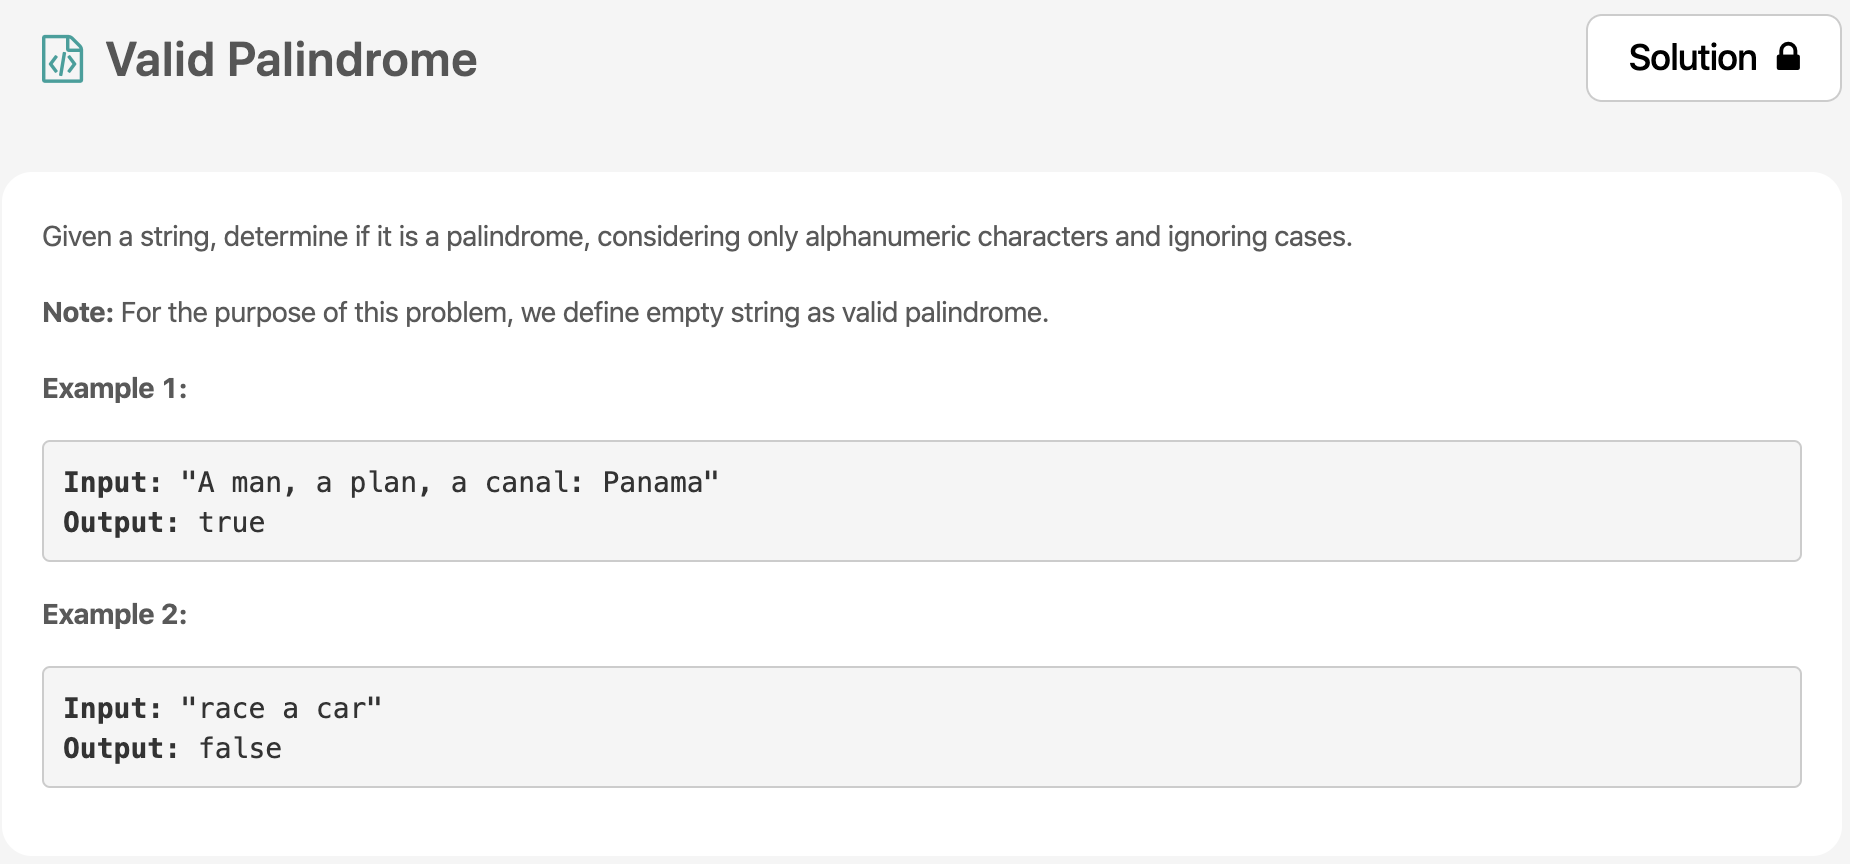 Valid Palindrome
Solution
Given a string, determine if it is a palindrome, considering only alphanumeric characters and ignoring cases.
Note: For the purpose of this problem, we define empty string as valid palindrome.
Example 1:
Input: "A man, a plan, a canal: Panama"
Output: true
Example 2:
Input: "race a car"
Output: false